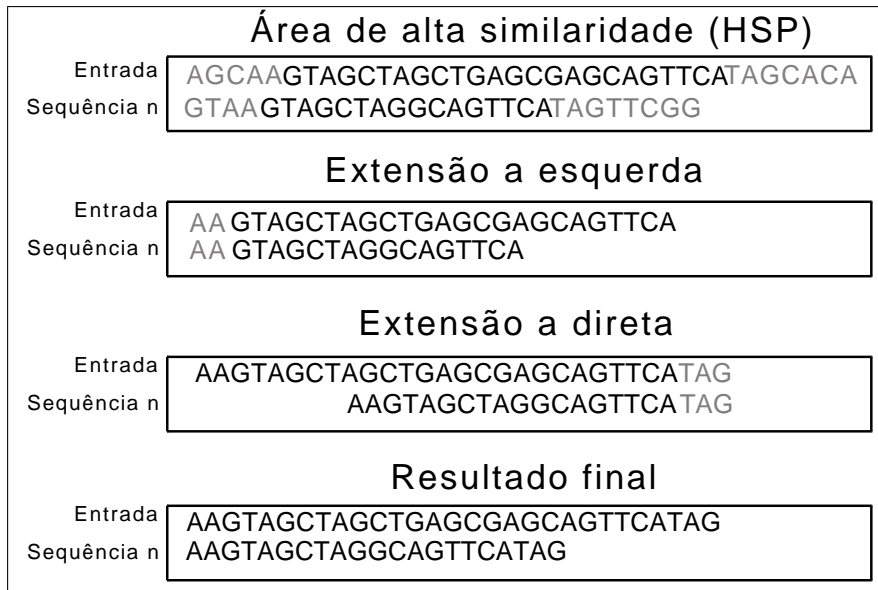 Área de alta similaridade (HSP)
Entrada AGCAAGTAGCTAGCTGAGCGAGCAGTTCATAGCACA
Sequência n GTAAGTAGCTAGGCAGTTCATAGTTCGG
Extensão a esquerda
Entrada AA GTAGCTAGCTGAGCGAGCAGTTCA
Sequência n AA GTAGCTAGGCAGTTCA
Extensão a direta
Entrada AAGTAGCTAGCTGAGCGAGCAGTTCATAG
Sequência n AAGTAGCTAGGCAGTTCATAG
Resultado final
Entrada AAGTAGCTAGCTGAGCGAGCAGTTCATAG
Sequência n AAGTAGCTAGGCAGTTCATAG